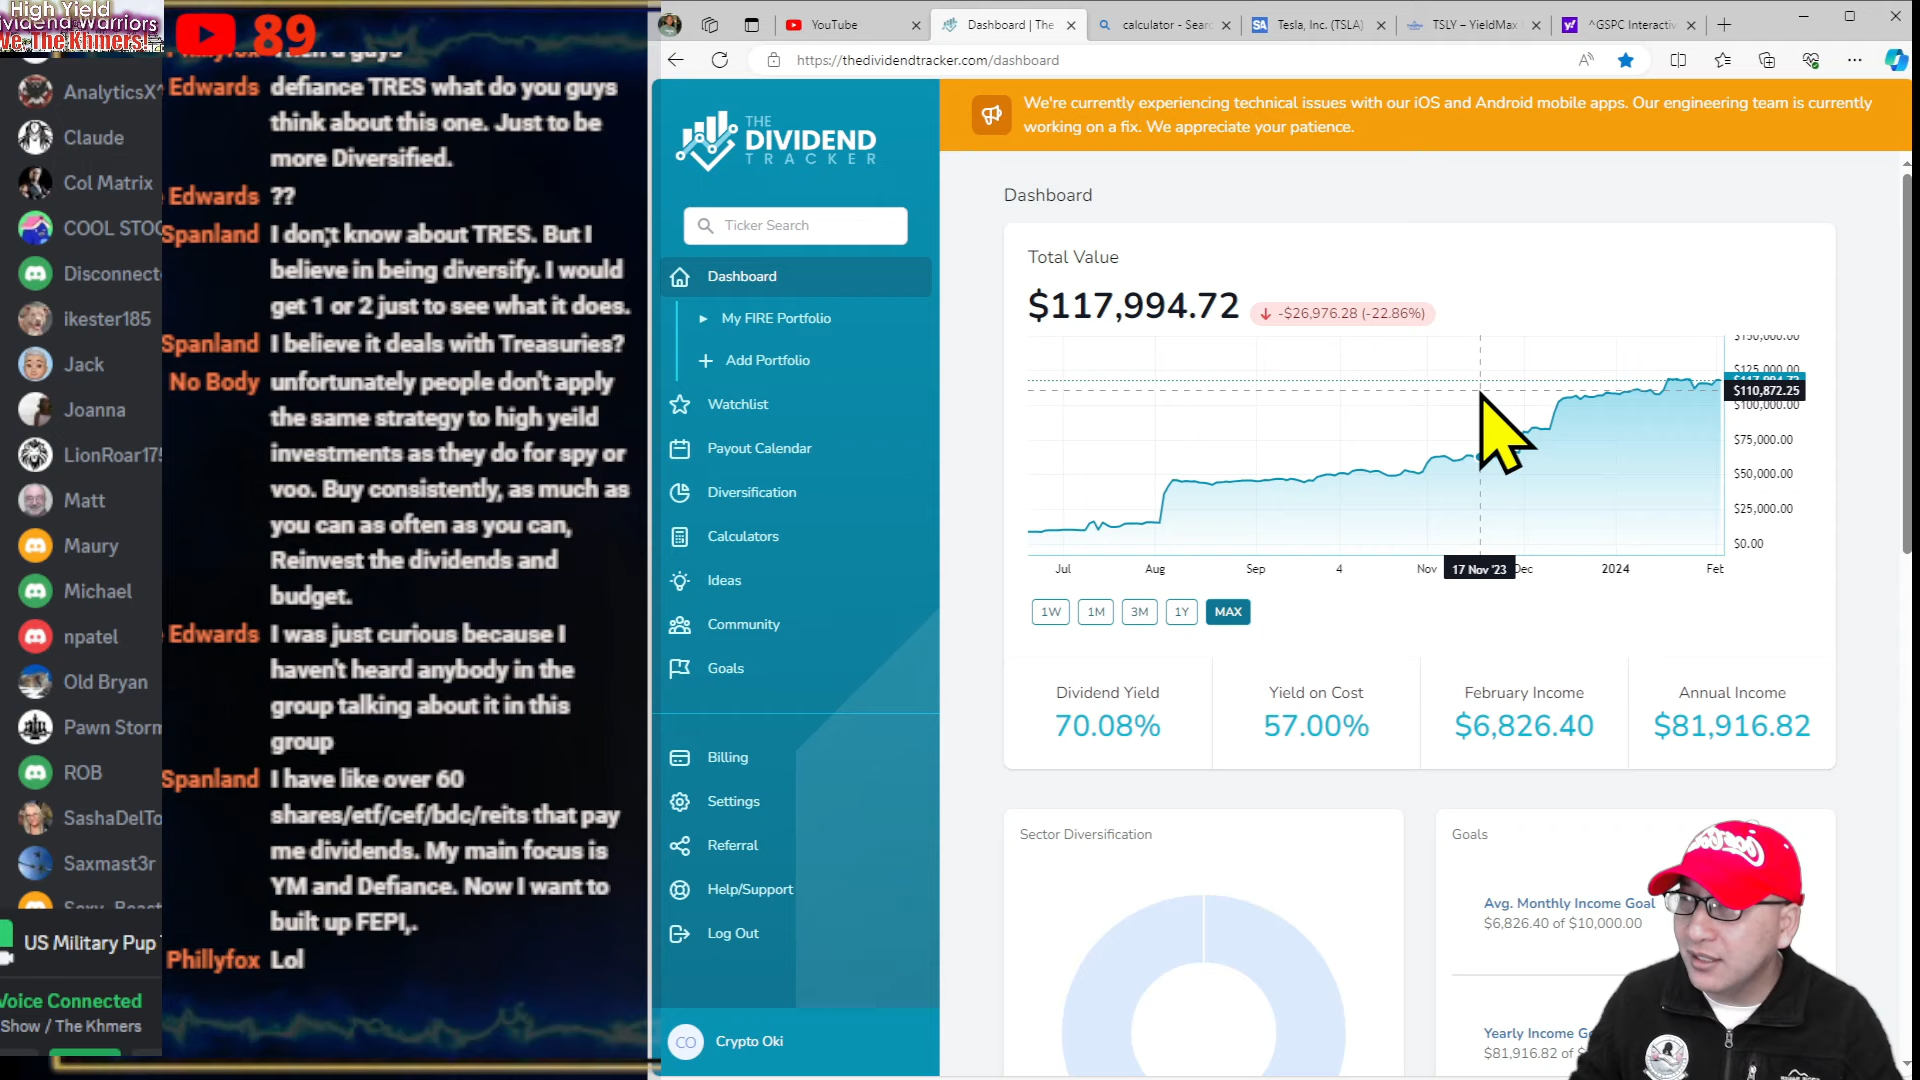 High Yield
Dividend Warriors
We, The Khmers!
89
AnalyticsX
Claude
Col Matrix
COOL STOC
Disconnect
ikester185
Jack
Joanna
LionRoar175
Matt
Maury
Michael
npatel
Old Bryan
Pawn Storm
ROB
SashaDelTo
Saxmast3r
US Military Pup
Voice Connected
Show / The Khmers
Edwards defiance TRES what do you guys
think about this one. Just to be
more Diversified.
Edwards ??
Spanland I don;t know about TRES. But I
believe in being diversify. I would
get 1 or 2 just to see what it does.
Spanland I believe it deals with Treasuries?
No Body unfortunately people don't apply
the same strategy to high yeild
investments as they do for spy or
voo. Buy consistently, as much as
you can as often as you can,
Reinvest the dividends and
budget.
Edwards I was just curious because I
haven't heard anybody in the
group talking about it in this
group
Spanland I have like over 60
shares/etf/cef/bdc/reits that pay
me dividends. My main focus is
YM and Defiance. Now I want to
built up FEPI,.
Phillyfox Lol
YouTube
Dashboard | The
calculator - Sear
Tesla, Inc. (TSLA)
TSLY – YieldMax
^GSPC Interactiv
https://thedividendtracker.com/dashboard
THE
DIVIDEND
TRACKER
Ticker Search
Dashboard
My FIRE Portfolio
Add Portfolio
Watchlist
Payout Calendar
Diversification
Calculators
Ideas
Community
Goals
Billing
Settings
Referral
Help/Support
Log Out
CO Crypto Oki
We're currently experiencing technical issues with our iOS and Android mobile apps. Our engineering team is currently
working on a fix. We appreciate your patience.
Dashboard
Total Value
$117,994.72 -$26,976.28 (-22.86%)
$150,000.00
$125,000.00
$117,994.72
$110,872.25
$100,000.00
$75,000.00
$50,000.00
$25,000.00
$0.00
Jul Aug Sep 4 Nov 17 Nov '23 Dec 2024 Fet
1W 1M 3M 1Y MAX
Dividend Yield
70.08%
Yield on Cost
57.00%
February Income
$6,826.40
Annual Income
$81,916.82
Sector Diversification
Goals
Avg. Monthly Income Goal
$6,826.40 of $10,000.00
Yearly Income Go
$81,916.82 of